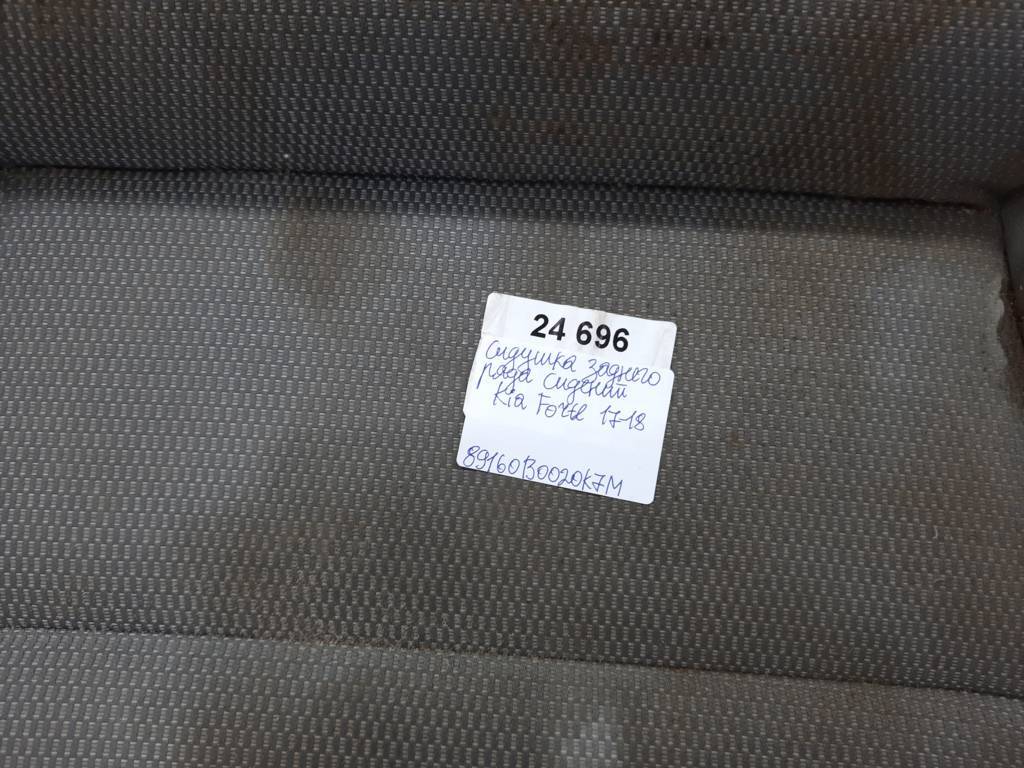 24 696
Сидушка заднего
ряда сидений
Kia Forte 17-18
89160B0020K7M